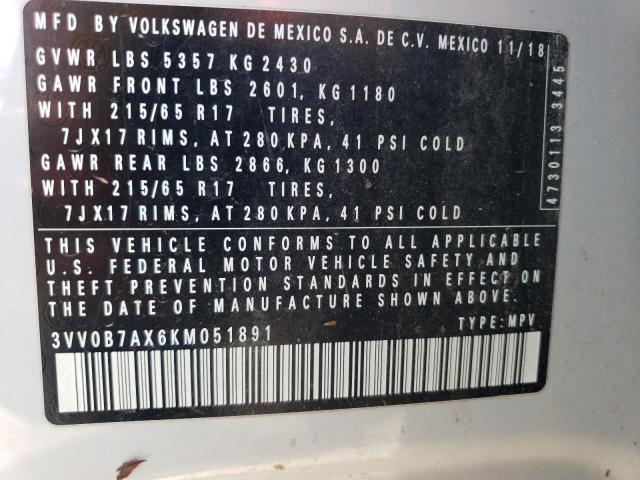 MFD BY VOLKSWAGEN DE MEXICO S.A. DE C.V. MEXICO 11/18
GVWR LBS 5357 KG 2430
GAWR FRONT LBS 2601, KG 1180
WITH 215/65 R17 TIRES,
7JX17 RIMS, AT 280 KPA, 41 PSI COLD
GAWR REAR LBS 2866, KG 1300
WITH 215/65 R17 TIRES,
7JX17 RIMS, AT 280 KPA, 41 PSI COLD
4730113 3445
THIS VEHICLE CONFORMS TO ALL APPLICABLE
U.S. FEDERAL MOTOR VEHICLE SAFETY AND
THEFT PREVENTION STANDARDS IN EFFECT ON
THE DATE OF MANUFACTURE SHOWN ABOVE.
3VV0B7AX6KM051891 TYPE:MPV